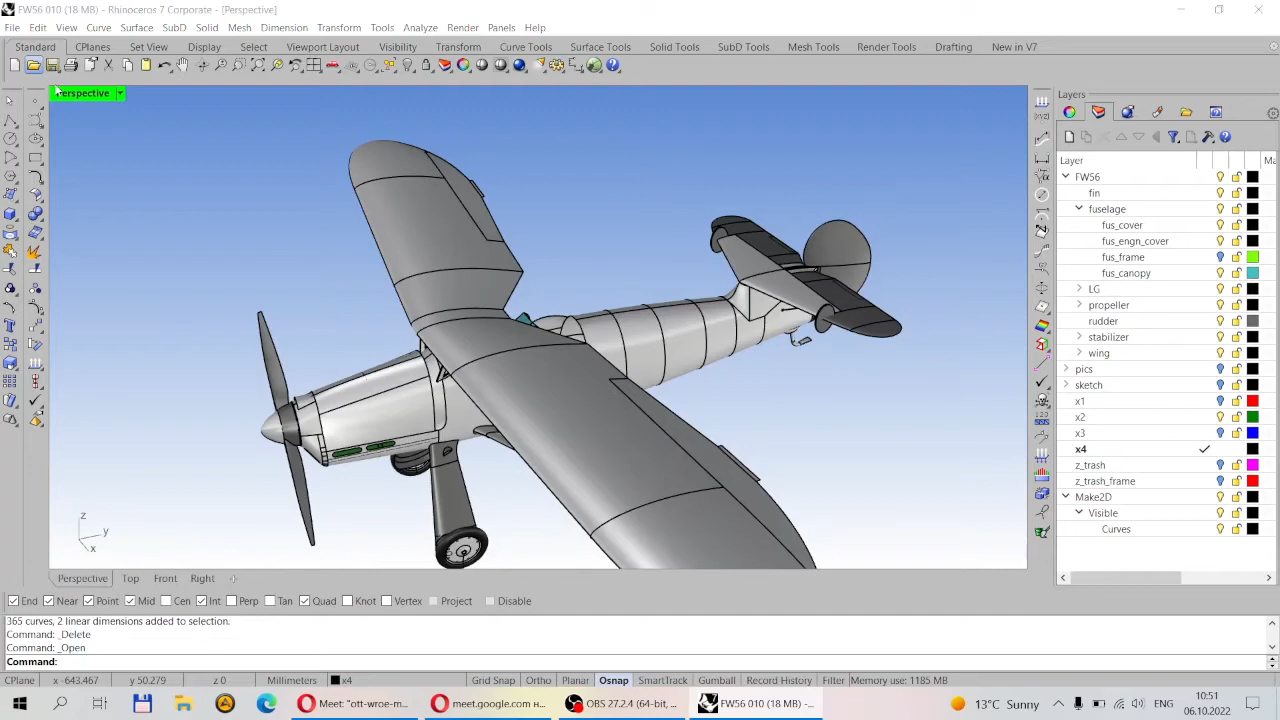 FW56 010 (18 MB) - Rhinoceros 7 Corporate - [Perspective]
File Edit View Curve Surface SubD Solid Mesh Dimension Transform Tools Analyze Render Panels Help
Standard CPlanes Set View Display Select Viewport Layout Visibility Transform Curve Tools Surface Tools Solid Tools SubD Tools Mesh Tools Render Tools Drafting New in V7
Perspective
Layers
Layer Ma
FW56
fin
fuselage
fus_cover
fus_engn_cover
fus_frame
fus_canopy
LG
propeller
rudder
stabilizer
wing
pics
sketch
x1
x2
x3
x4
z_trash
z_trash_frame
Make2D
Visible
Curves
z
y
x
Perspective Top Front Right
End Near Point Mid Cen Int Perp Tan Quad Knot Vertex Project Disable
365 curves, 2 linear dimensions added to selection.
Command: _Delete
Command: _Open
Command:
CPlane x -643.467 y 50.279 z 0 Millimeters x4 Grid Snap Ortho Planar Osnap SmartTrack Gumball Record History Filter Memory use: 1185 MB
Meet: "ott-wroe-m... meet.google.com н... OBS 27.2.4 (64-bit, ... FW56 010 (18 MB) -... 13°C Sunny ENG 10:51
06.10.2022